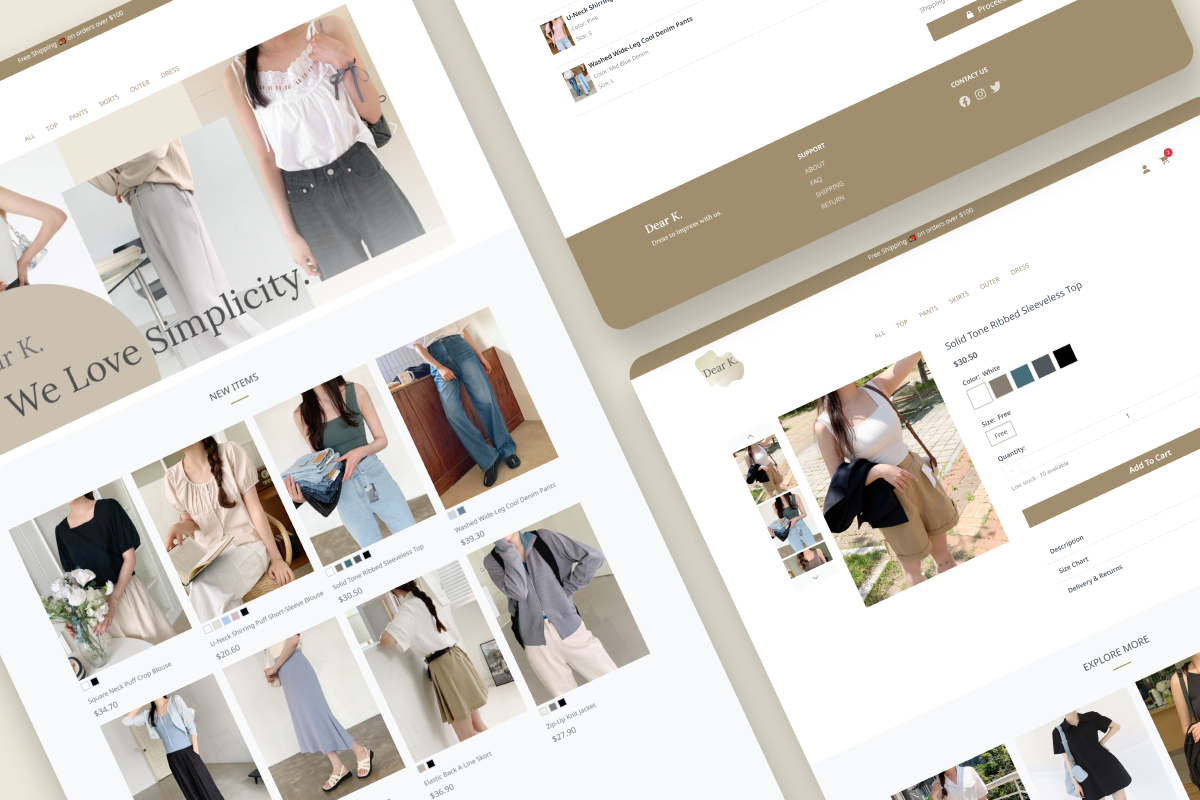 Free Shipping on orders over $100
ALL TOP PANTS SKIRTS OUTER DRESS
Dear K.
We Love Simplicity.
NEW ITEMS
Square Neck Puff Crop Blouse
$34.70
U-Neck Shirring Puff Short-Sleeve Blouse
$20.60
Solid Tone Ribbed Sleeveless Top
$30.50
Washed Wide-Leg Cool Denim Pants
$39.30
Elastic Back A-Line Skort
$36.90
Zip-Up Knit Jacket
$27.90
U-Neck Shirring
Color: Pink
Size: S
Washed Wide-Leg Cool Denim Pants
Color: Mid Blue Denim
Size: L
Shipping
Proceed
Dear K.
Dress to impress with us.
SUPPORT
ABOUT
FAQ
SHIPPING
RETURN
CONTACT US
Free Shipping on orders over $100
2
Dear K.
ALL TOP PANTS SKIRTS OUTER DRESS
Solid Tone Ribbed Sleeveless Top
$30.50
Color: White
Size: Free
Free
Quantity:
1
Low stock - 10 available
Add To Cart
Description
Size Chart
Delivery & Returns
EXPLORE MORE